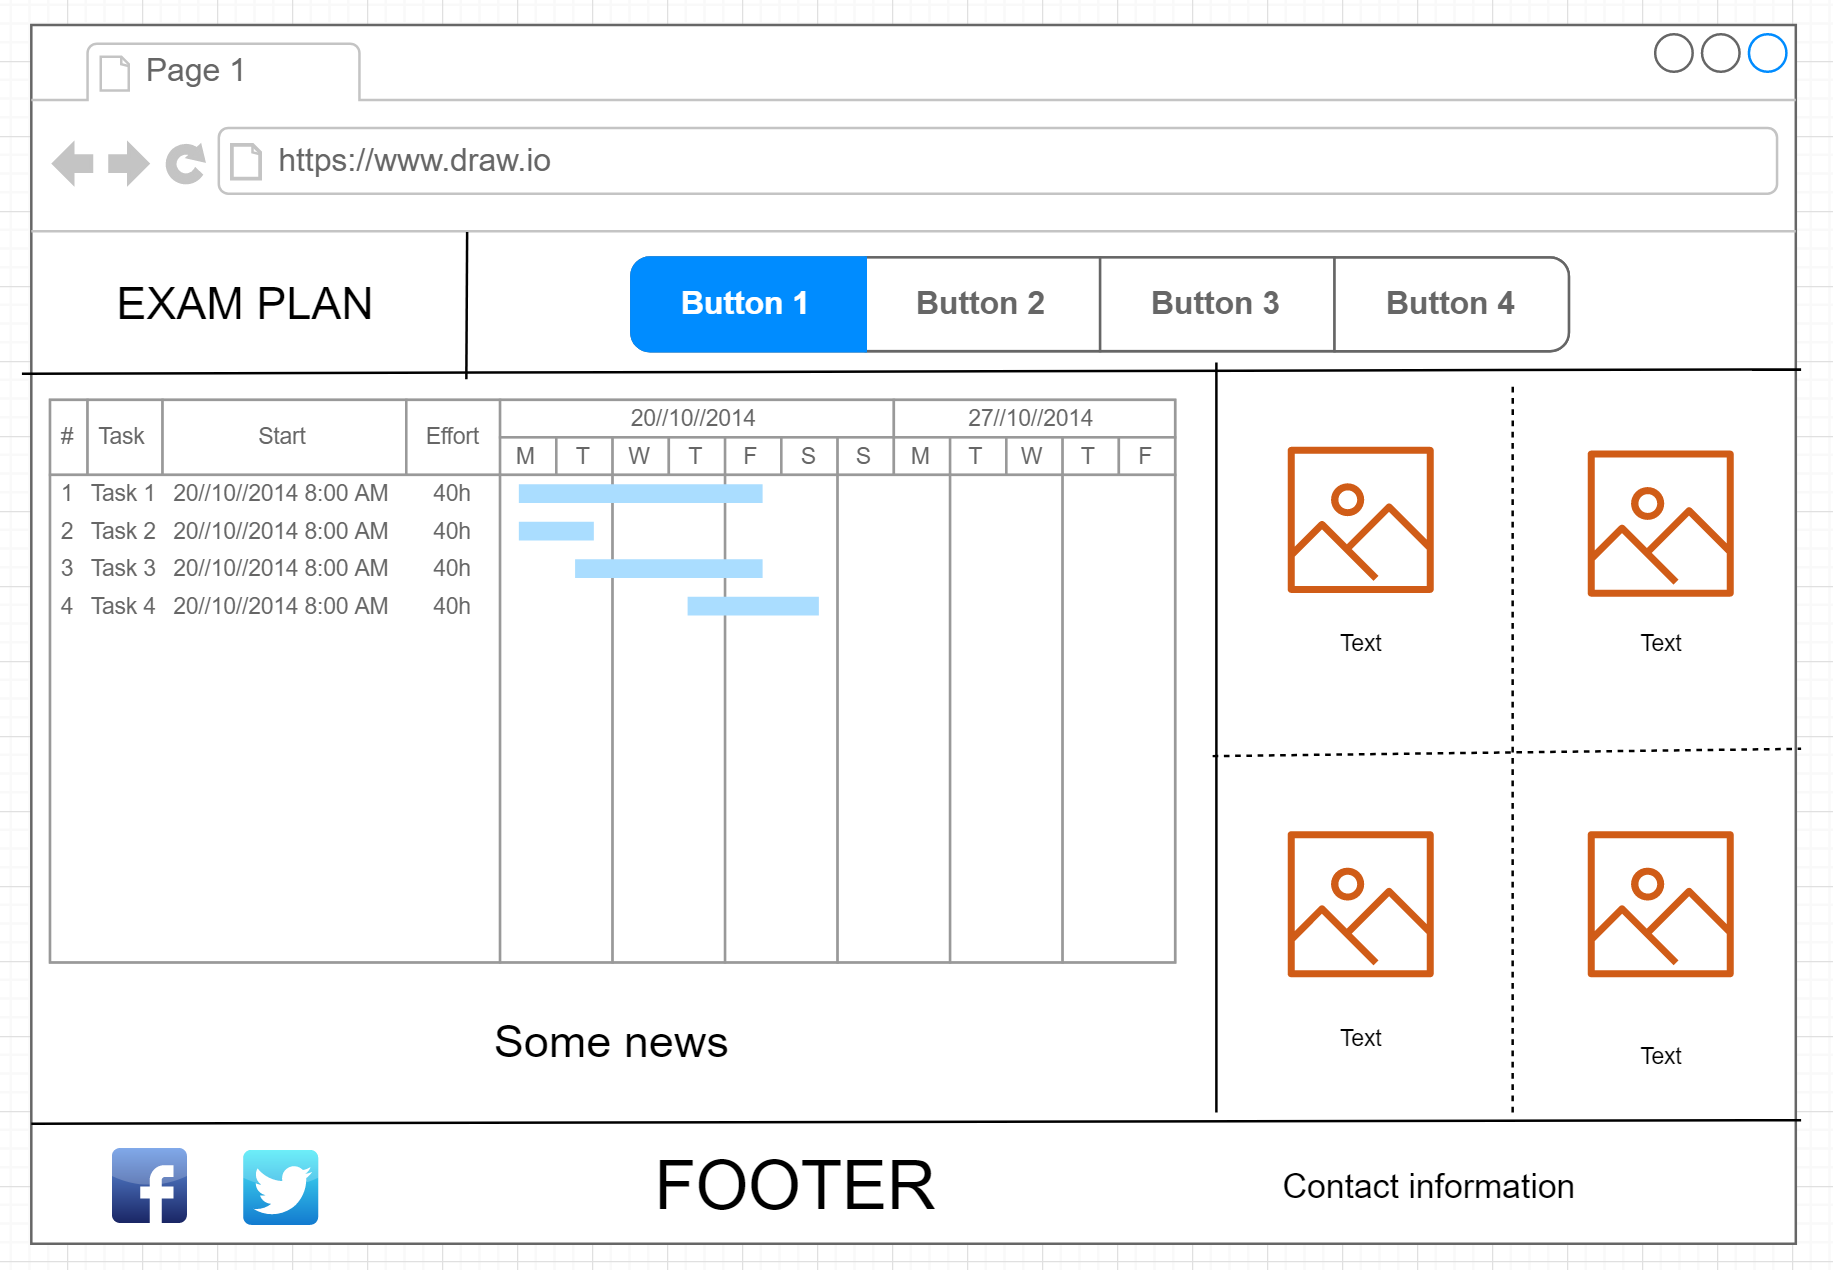 Page 1
https://www.draw.io
EXAM PLAN
Button 1 Button 2 Button 3 Button 4
# Task Start Effort 20//10//2014 27//10//2014
M T W T F S S M T W T F
1 Task 1 20//10//2014 8:00 AM 40h
2 Task 2 20//10//2014 8:00 AM 40h
3 Task 3 20//10//2014 8:00 AM 40h
4 Task 4 20//10//2014 8:00 AM 40h
Some news
Text Text
Text
Text
f
FOOTER
Contact information